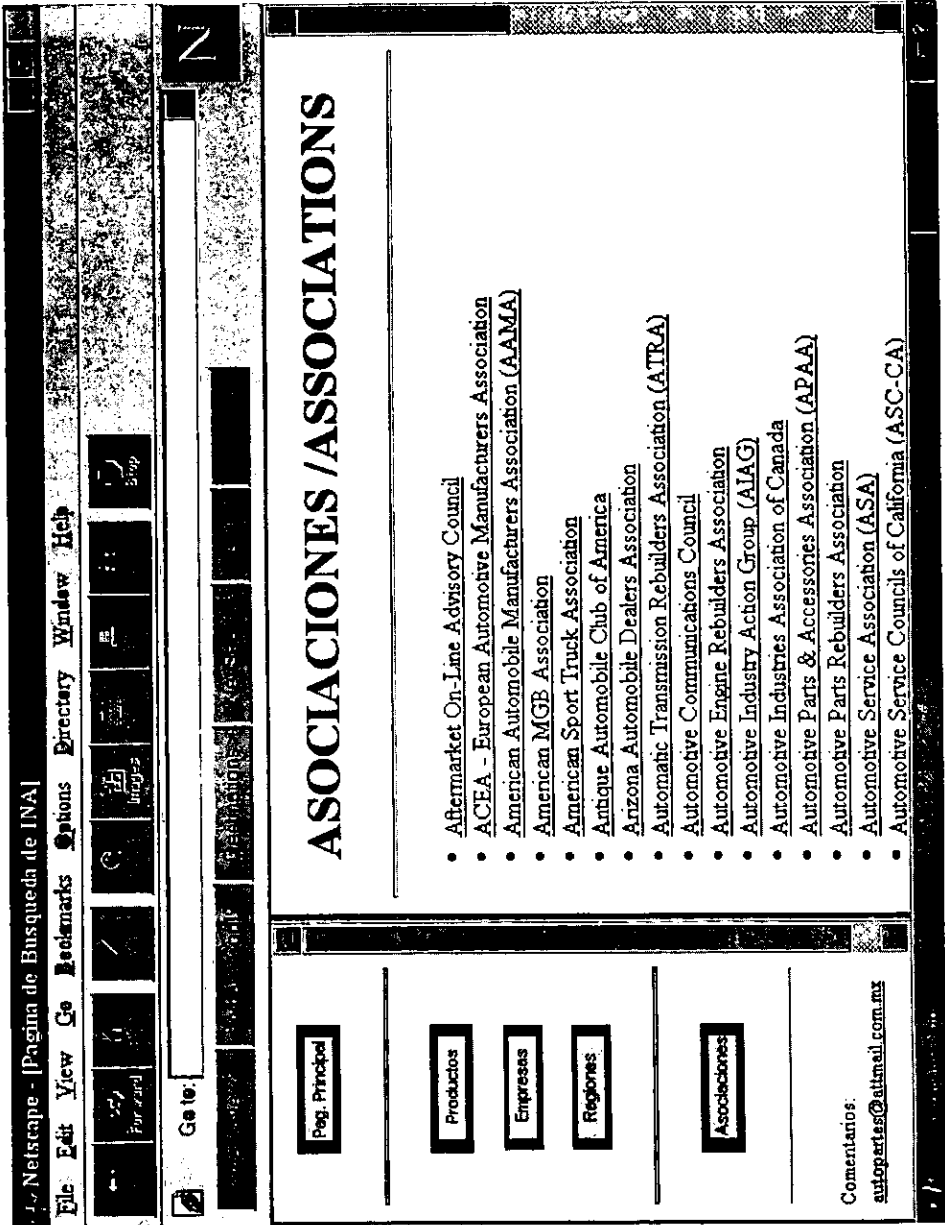 Netscape - [Pagina de Busqueda de INA]
File Edit View Go Bookmarks Options Directory Window Help
Forward Images Stop
Go to:
N
Pag. Principal
Productos
Empresas
Regiones
Asociaciones
Comentarios:
autopartes@attmail.com.mx
ASOCIACIONES /ASSOCIATIONS
• Aftermarket On-Line Advisory Council
• ACEA - European Automotive Manufacturers Association
• American Automobile Manufacturers Association (AAMA)
• American MGB Association
• American Sport Truck Association
• Antique Automobile Club of America
• Arizona Automobile Dealers Association
• Automatic Transmission Rebuilders Association (ATRA)
• Automotive Communications Council
• Automotive Engine Rebuilders Association
• Automotive Industry Action Group (AIAG)
• Automotive Industries Association of Canada
• Automotive Parts & Accessories Association (APAA)
• Automotive Parts Rebuilders Association
• Automotive Service Association (ASA)
• Automotive Service Councils of California (ASC-CA)